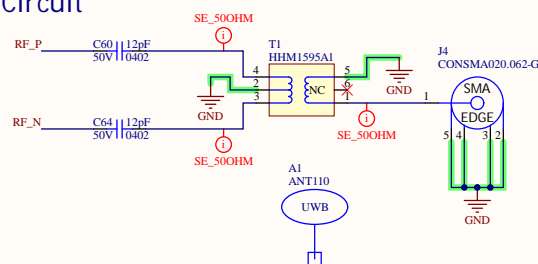 Circuit
SE_50OHM
RF_P
C60 12pF
50V 0402
T1
HHM1595A1
4
2
3
NC
5
6
1
GND
GND
J4
CONSMA020.062-G
SMA
EDGE
1
5 4 3 2
GND
RF_N
C64 12pF
50V 0402
SE_50OHM
SE_50OHM
A1
ANT110
UWB